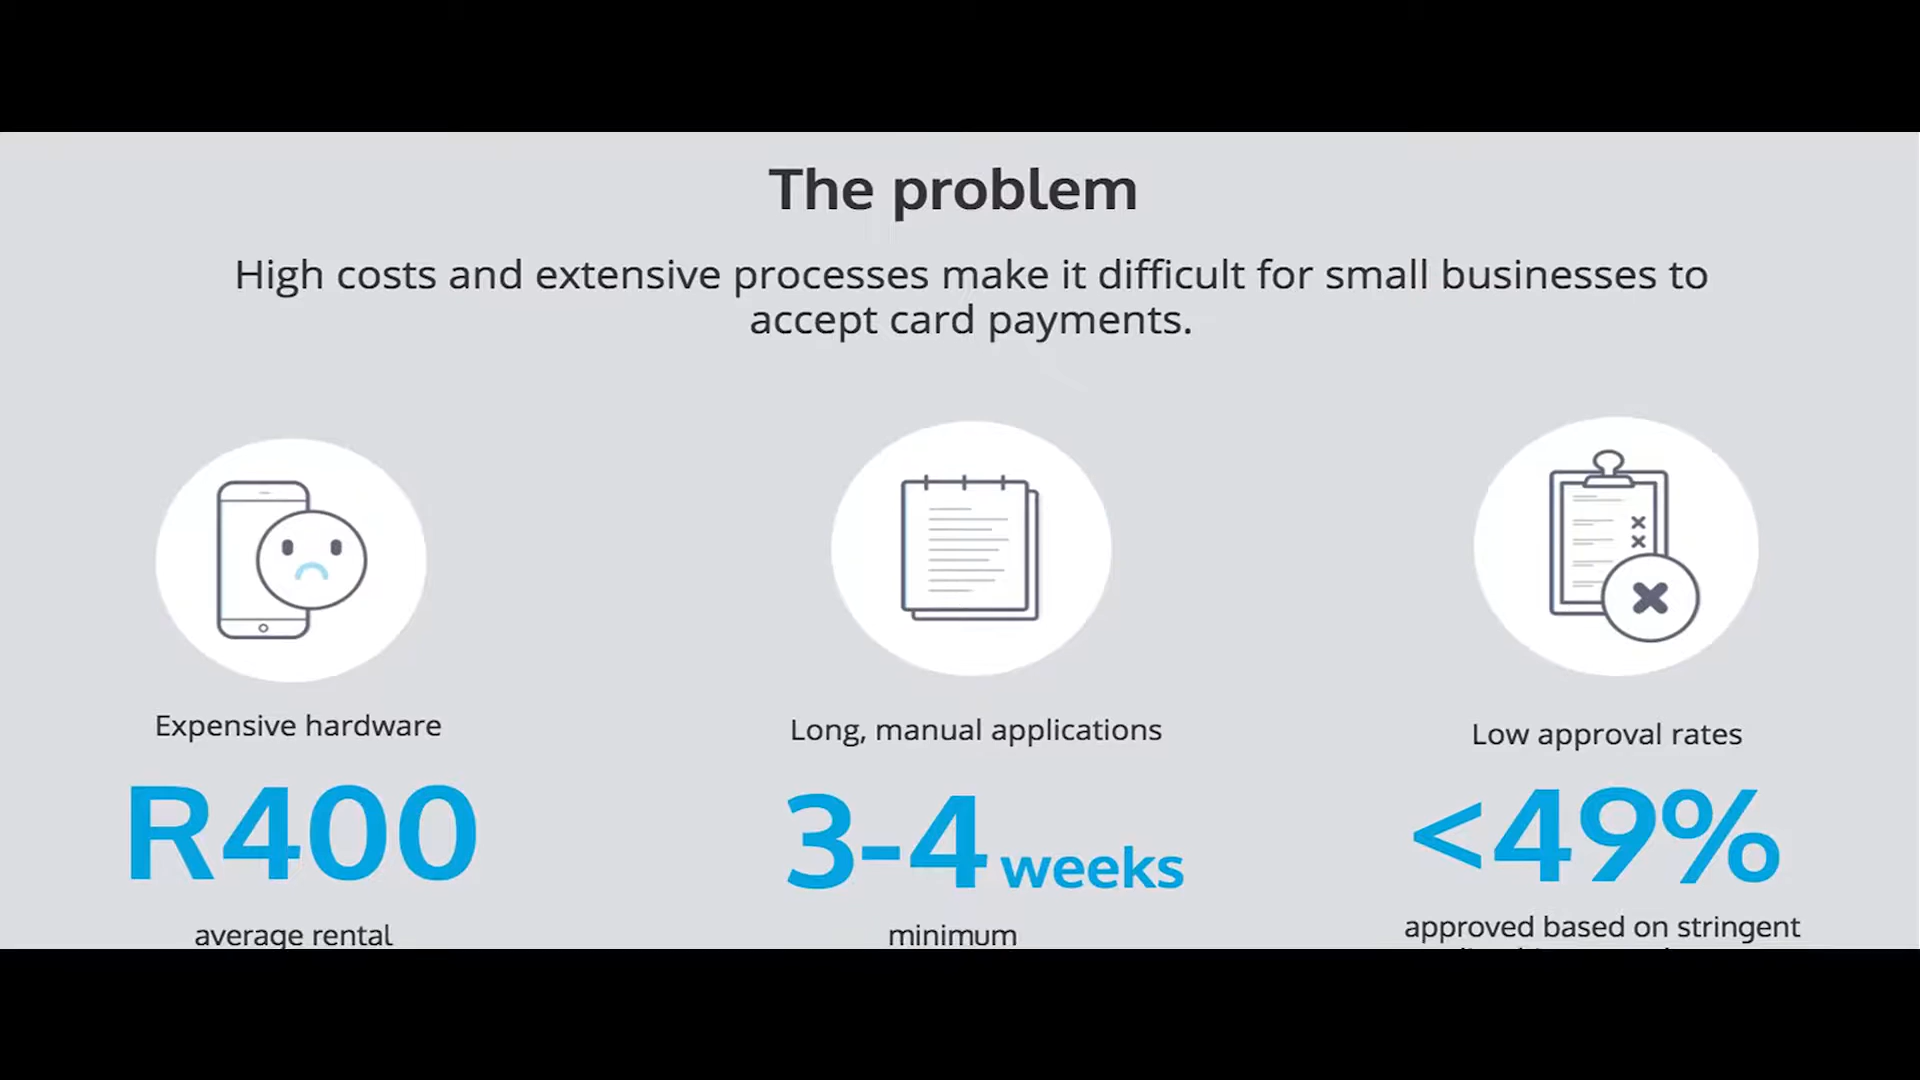 The problem
High costs and extensive processes make it difficult for small businesses to
accept card payments.
Expensive hardware
Long, manual applications
Low approval rates
R400
3-4 weeks
<49%
average rental
minimum
approved based on stringent